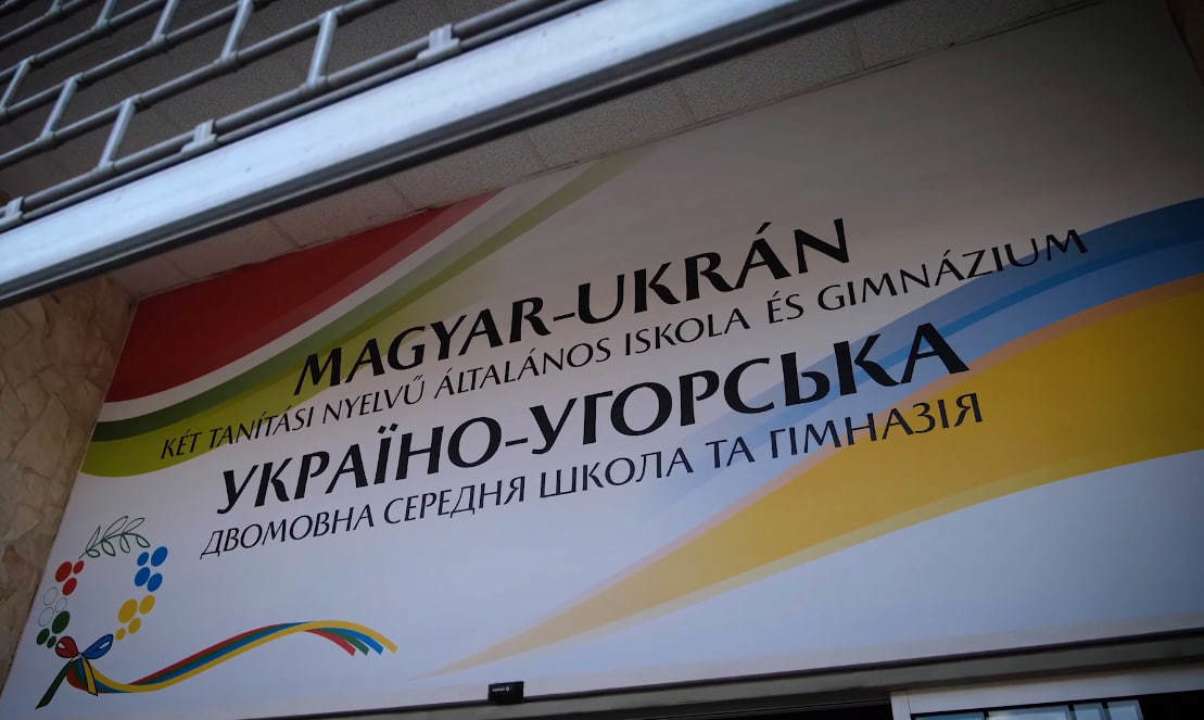 MAGYAR-UKRÁN
KÉT TANÍTÁSI NYELVŰ ÁLTALÁNOS ISKOLA ÉS GIMNÁZIUM
УКРАЇНО-УГОРСЬКА
ДВОМОВНА СЕРЕДНЯ ШКОЛА ТА ГІМНАЗІЯ